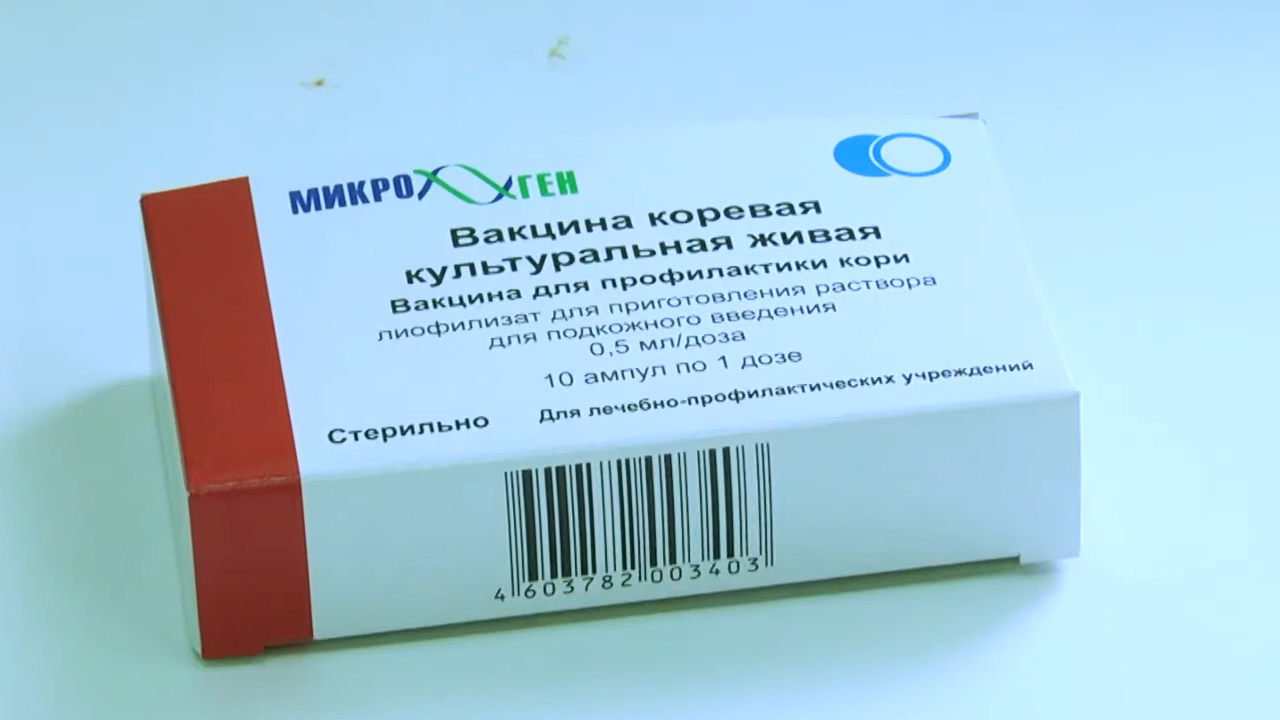 МИКРОГЕН
Вакцина коревая
культуральная живая
Вакцина для профилактики кори
лиофилизат для приготовления раствора
для подкожного введения
0,5 мл/доза
10 ампул по 1 дозе
Стерильно Для лечебно-профилактических учреждений
4 603782 003403